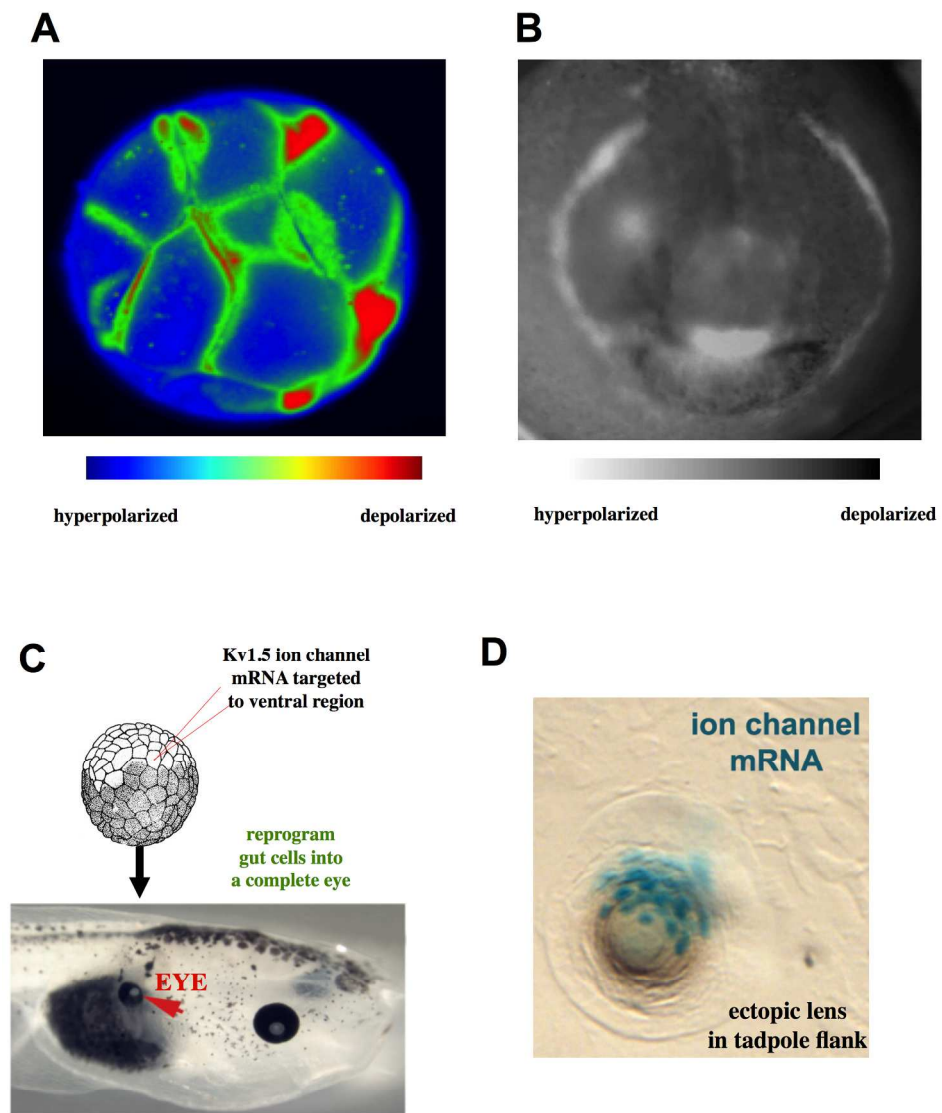 A
B
hyperpolarized
depolarized
hyperpolarized
depolarized
C
Kv1.5 ion channel
mRNA targeted
to ventral region
reprogram
gut cells into
a complete eye
EYE
D
ion channel
mRNA
ectopic lens
in tadpole flank